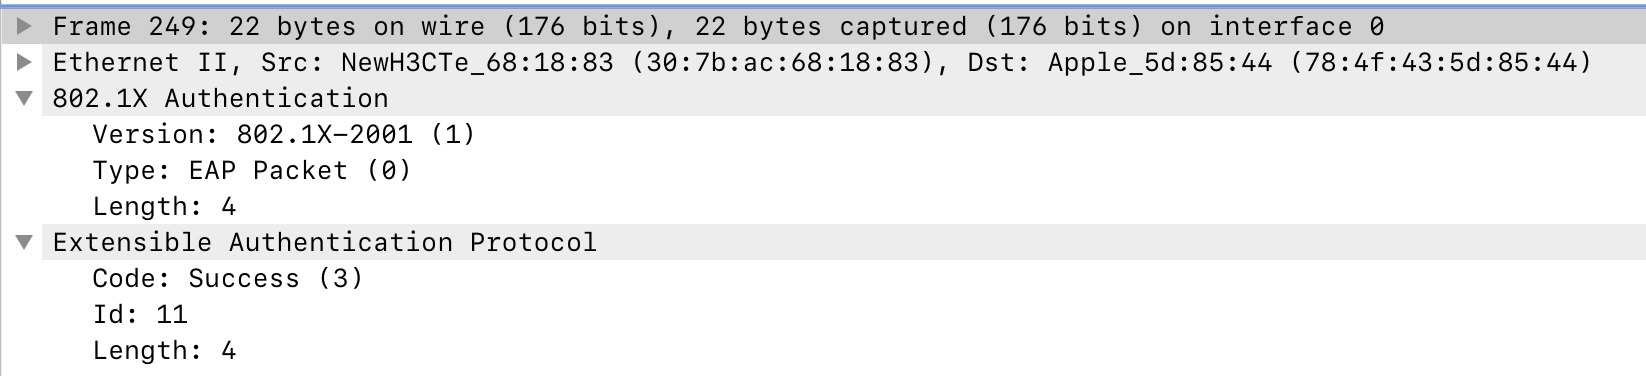 Frame 249: 22 bytes on wire (176 bits), 22 bytes captured (176 bits) on interface 0
Ethernet II, Src: NewH3CTe_68:18:83 (30:7b:ac:68:18:83), Dst: Apple_5d:85:44 (78:4f:43:5d:85:44)
802.1X Authentication
Version: 802.1X-2001 (1)
Type: EAP Packet (0)
Length: 4
Extensible Authentication Protocol
Code: Success (3)
Id: 11
Length: 4